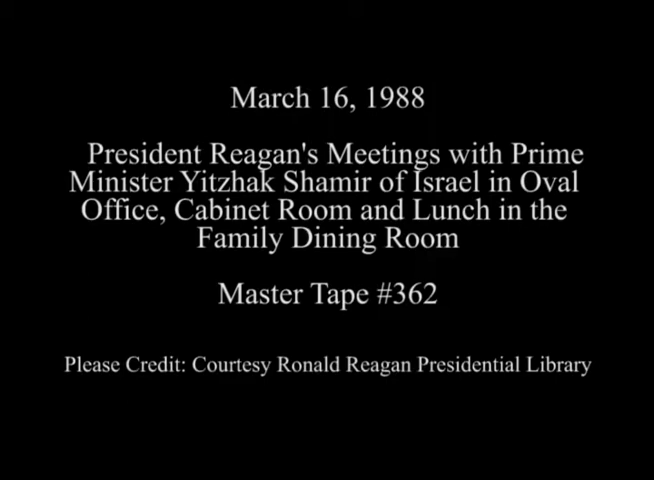 March 16, 1988
President Reagan's Meetings with Prime
Minister Yitzhak Shamir of Israel in Oval
Office, Cabinet Room and Lunch in the
Family Dining Room
Master Tape #362
Please Credit: Courtesy Ronald Reagan Presidential Library